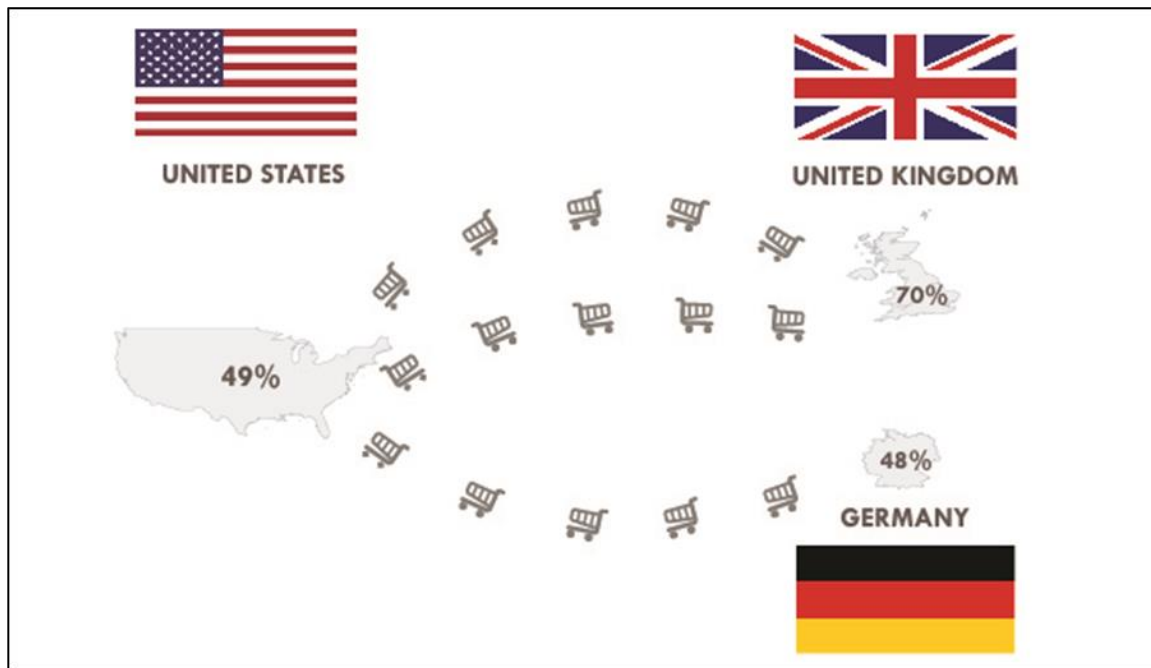 UNITED STATES
UNITED KINGDOM
70%
49%
48%
GERMANY